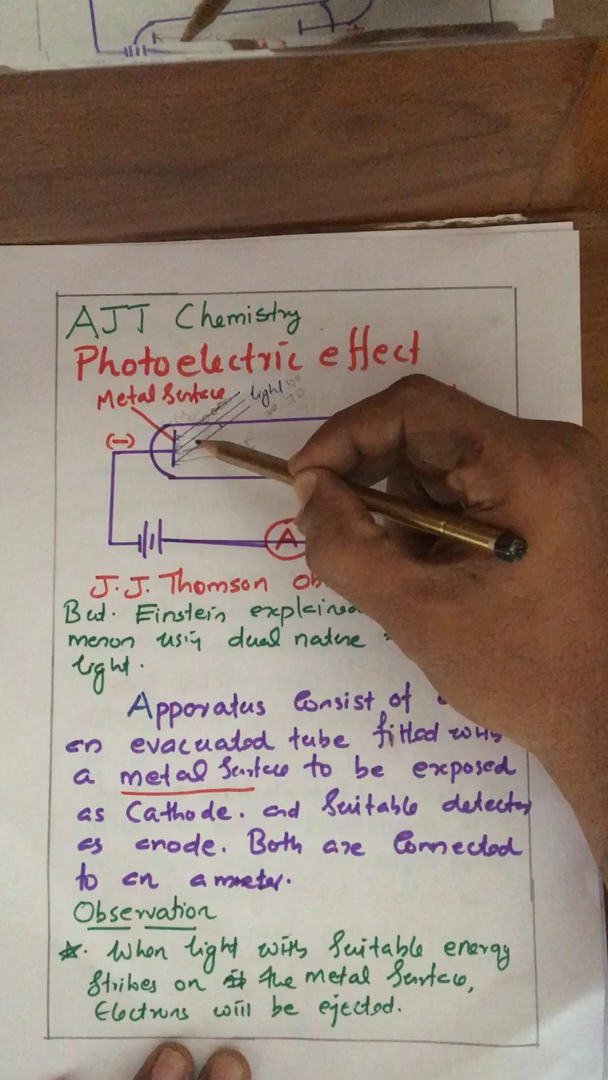 AJT Chemistry
Photoelectric effect
Metal Surface
light
(-)
A
J.J. Thomson
But. Einstein explained
menon using dual nature
light.
Apparatus Consist of
an evacuated tube fitted with
a metal Surface to be exposed
as Cathode. and Suitable detector
as anode. Both are Connected
to an ameter.
Observation
*. When light with Suitable energy
Strikes on the metal Surface,
Electrons will be ejected.